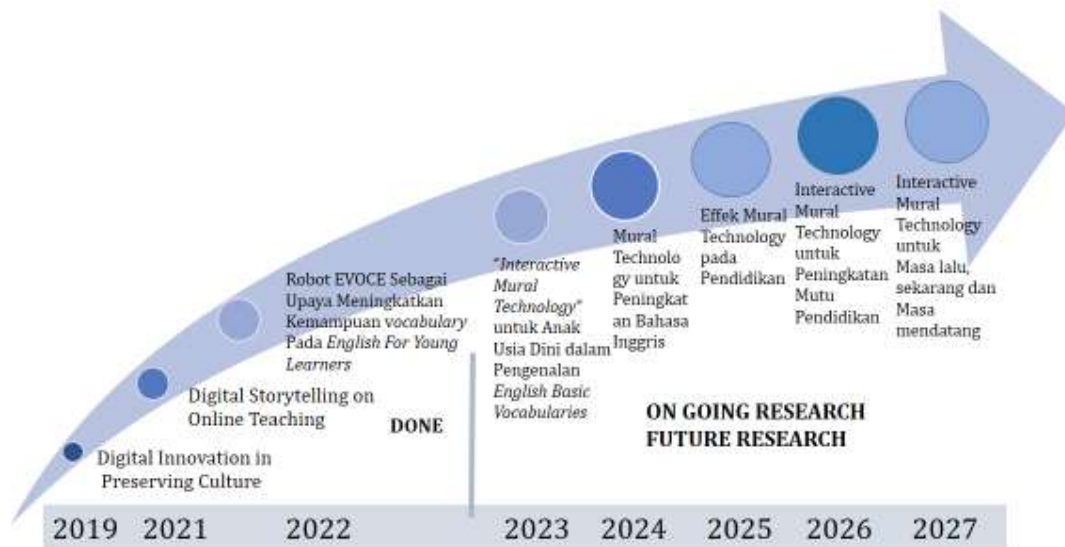 Digital Innovation in
Preserving Culture
Digital Storytelling on
Online Teaching
Robot EVOCE Sebagai
Upaya Meningkatkan
Kemampuan vocabulary
Pada English For Young
Learners
DONE
"Interactive
Mural
Technology"
untuk Anak
Usia Dini dalam
Pengenalan
English Basic
Vocabularies
Mural
Technolo
gy untuk
Peningkat
an Bahasa
Inggris
Effek Mural
Technology
pada
Pendidikan
Interactive
Mural
Technology
untuk
Peningkatan
Mutu
Pendidikan
Interactive
Mural
Technology
untuk
Masa lalu,
sekarang dan
Masa
mendatang
ON GOING RESEARCH
FUTURE RESEARCH
2019 2021 2022 2023 2024 2025 2026 2027